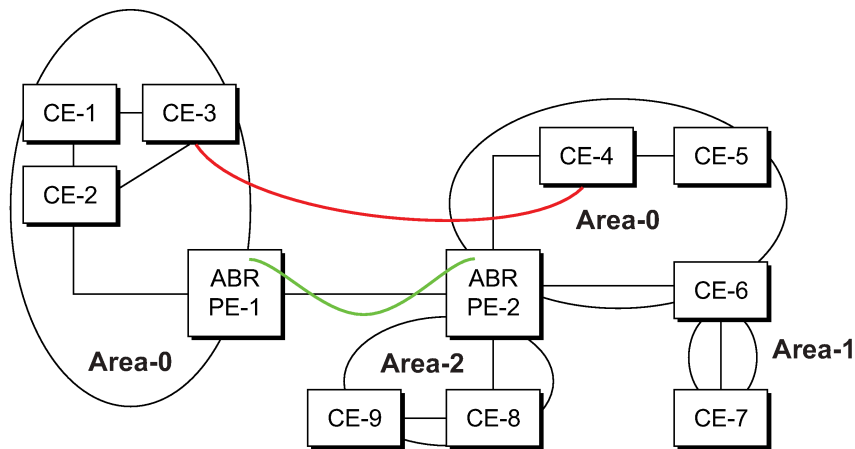 CE-1
CE-3
CE-2
CE-4
CE-5
Area-0
ABR
PE-1
ABR
PE-2
CE-6
Area-0
Area-2
Area-1
CE-9
CE-8
CE-7